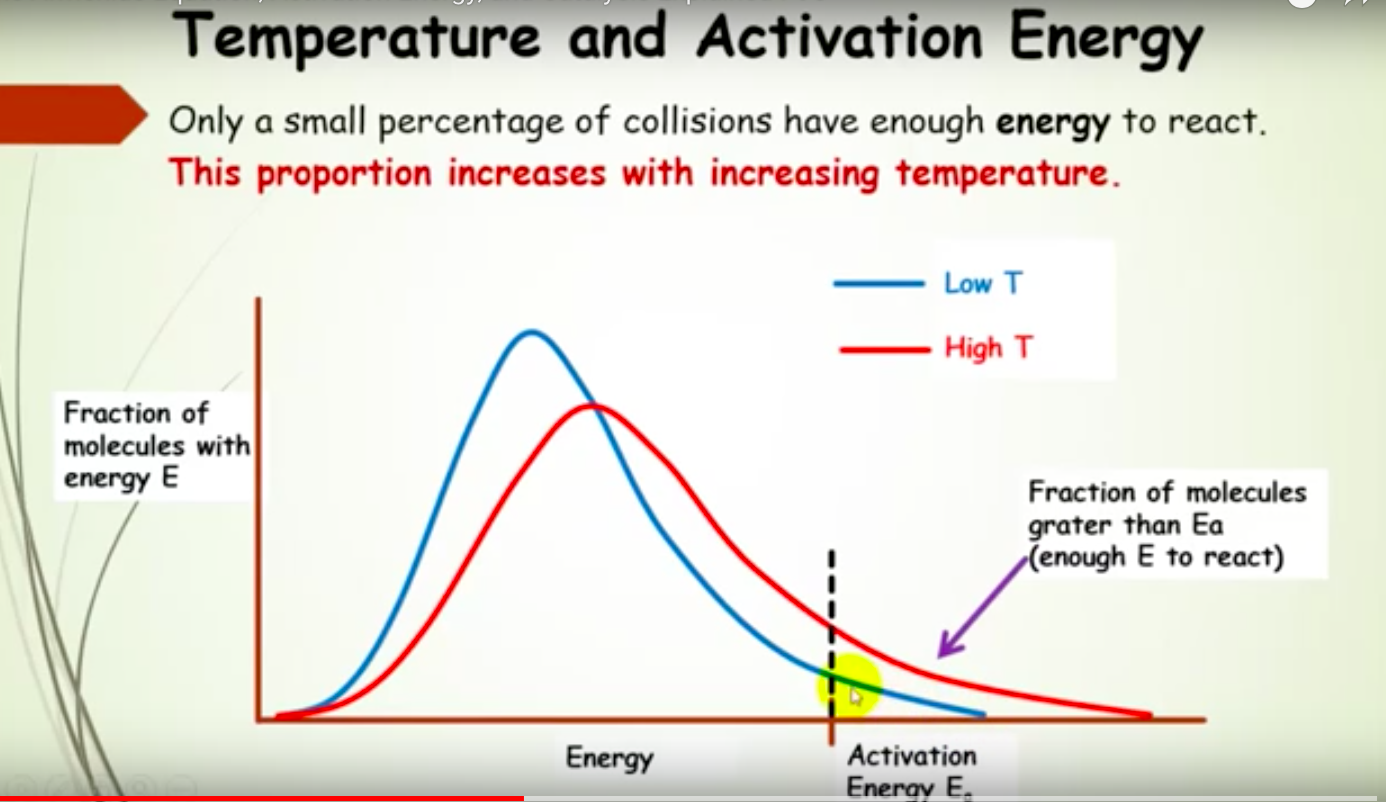 Temperature and Activation Energy
Only a small percentage of collisions have enough energy to react.
This proportion increases with increasing temperature.
Low T
High T
Fraction of
molecules with
energy E
Fraction of molecules
grater than Ea
(enough E to react)
Energy
Activation
Energy Ea